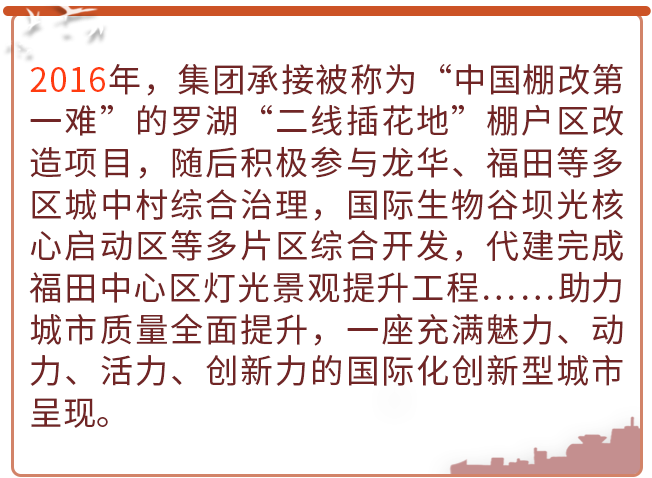 2016年，集团承接被称为“中国棚改第
一难”的罗湖“二线插花地”棚户区改
造项目，随后积极参与龙华、福田等多
区城中村综合治理，国际生物谷坝光核
心启动区等多片区综合开发，代建完成
福田中心区灯光景观提升工程……助力
城市质量全面提升，一座充满魅力、动
力、活力、创新力的国际化创新型城市
呈现。